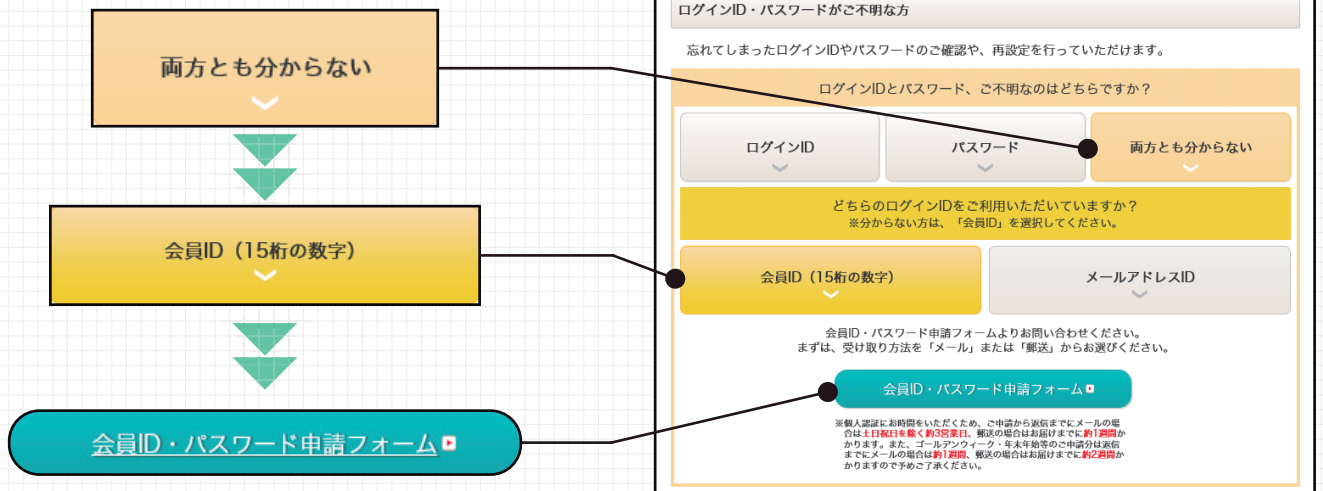 両方とも分からない
会員ID（15桁の数字）
会員ID・パスワード申請フォーム
ログインID・パスワードがご不明な方
忘れてしまったログインIDやパスワードのご確認や、再設定を行っていただけます。
ログインIDとパスワード、ご不明なのはどちらですか？
ログインID
パスワード
両方とも分からない
どちらのログインIDをご利用いただいていますか？
※分からない方は、「会員ID」を選択してください。
会員ID（15桁の数字）
メールアドレスID
会員ID・パスワード申請フォームよりお問い合わせください。
まずは、受け取り方法を「メール」または「郵送」からお選びください。
会員ID・パスワード申請フォーム
※個人認証にお時間をいただくため、ご申請から返信までにメールの場
合は土日祝日を除く約3営業日、郵送の場合はお届けまでに約1週間か
かります。また、ゴールデンウィーク・年末年始等のご申請分は返信
までにメールの場合は約1週間、郵送の場合はお届けまでに約2週間か
かりますので予めご了承ください。